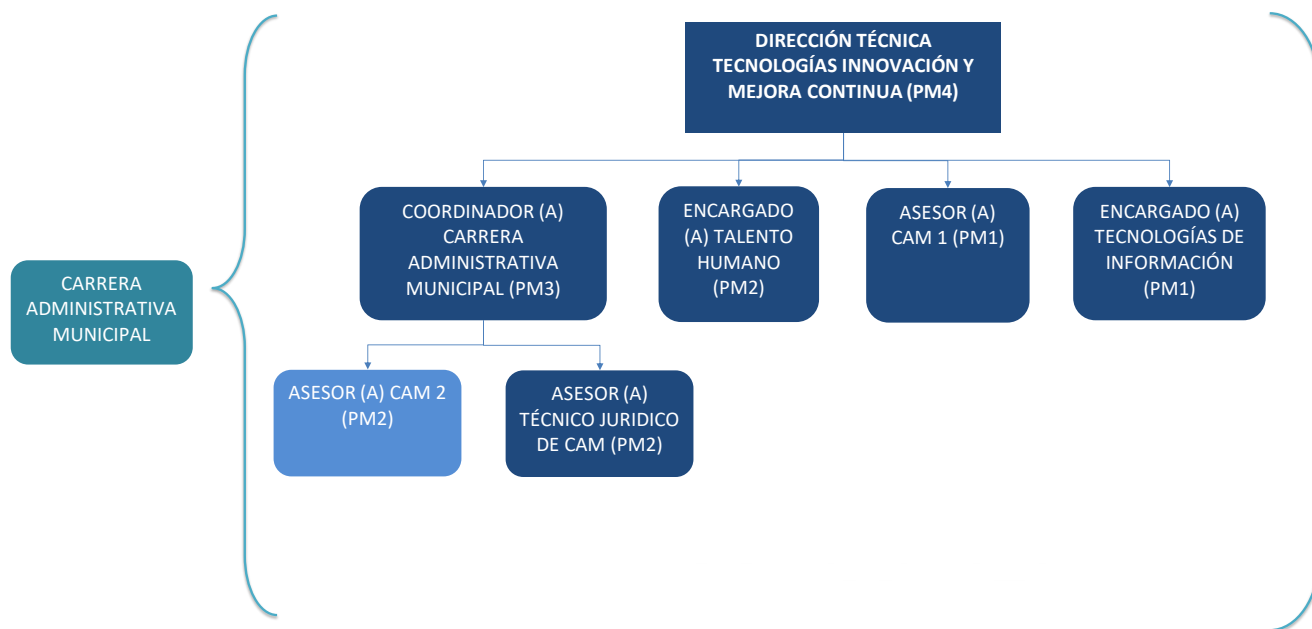 DIRECCIÓN TÉCNICA
TECNOLOGÍAS INNOVACIÓN Y
MEJORA CONTINUA (PM4)
COORDINADOR (A)
CARRERA
ADMINISTRATIVA
MUNICIPAL (PM3)
ENCARGADO
(A) TALENTO
HUMANO
(PM2)
ASESOR (A)
CAM 1 (PM1)
ENCARGADO (A)
TECNOLOGÍAS DE
INFORMACIÓN
(PM1)
CARRERA
ADMINISTRATIVA
MUNICIPAL
ASESOR (A) CAM 2
(PM2)
ASESOR (A)
TÉCNICO JURIDICO
DE CAM (PM2)